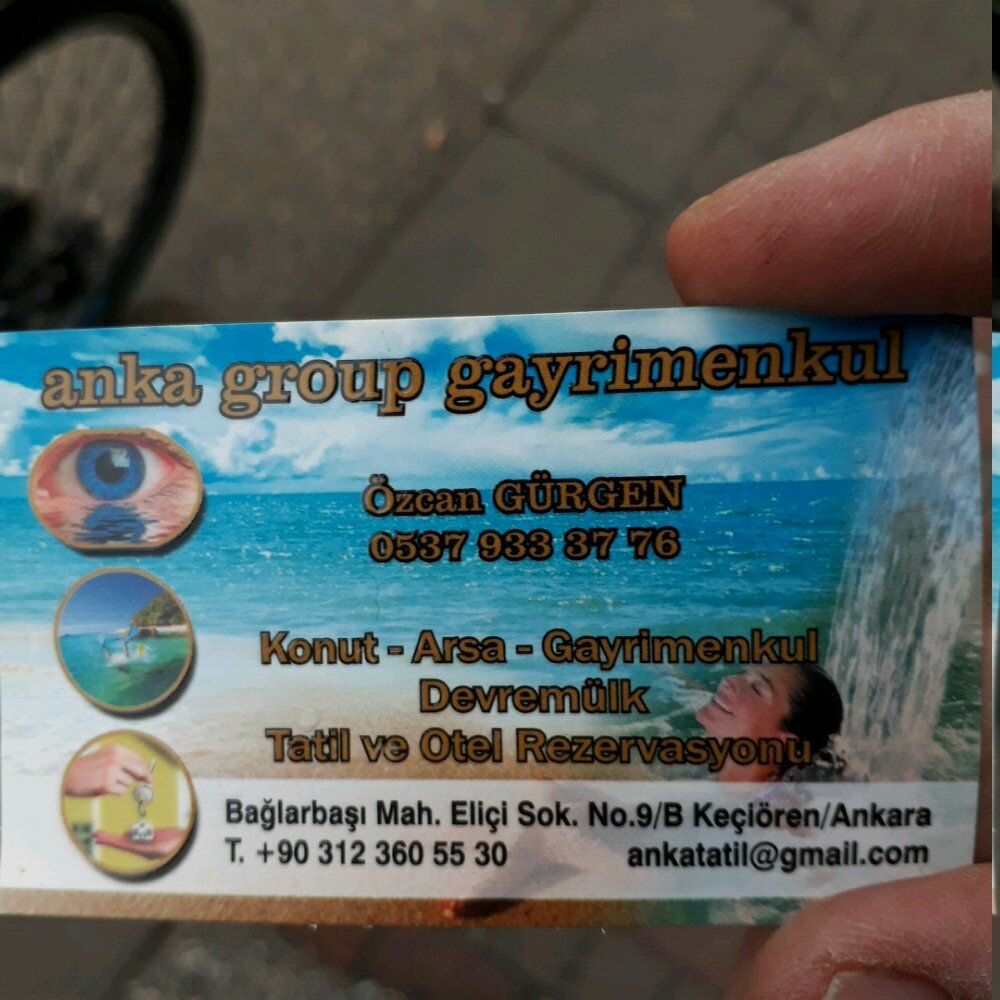 anka group gayrimenkul
Özcan GÜRGEN
0537 933 37 76
Konut - Arsa - Gayrimenkul
Devremülk
Tatil ve Otel Rezervasyonu
Bağlarbaşı Mah. Eliçi Sok. No.9/B Keçiören/Ankara
T. +90 312 360 55 30 ankatatil@gmail.com